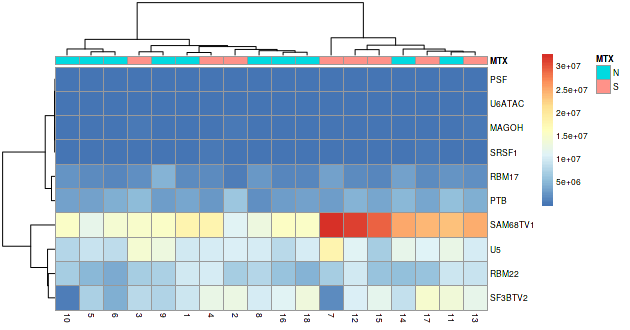 MTX
PSF
U6ATAC
MAGOH
SRSF1
RBM17
PTB
SAM68TV1
U5
RBM22
SF3BTV2
10 5 6 3 9 1 4 2 8 16 18 7 12 15 14 17 11 13
3e+07
2.5e+07
2e+07
1.5e+07
1e+07
5e+06
MTX
N
S